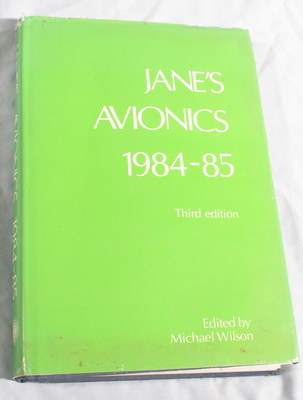 JANE'S
AVIONICS
1984-85
Third edition
Edited by
Michael Wilson